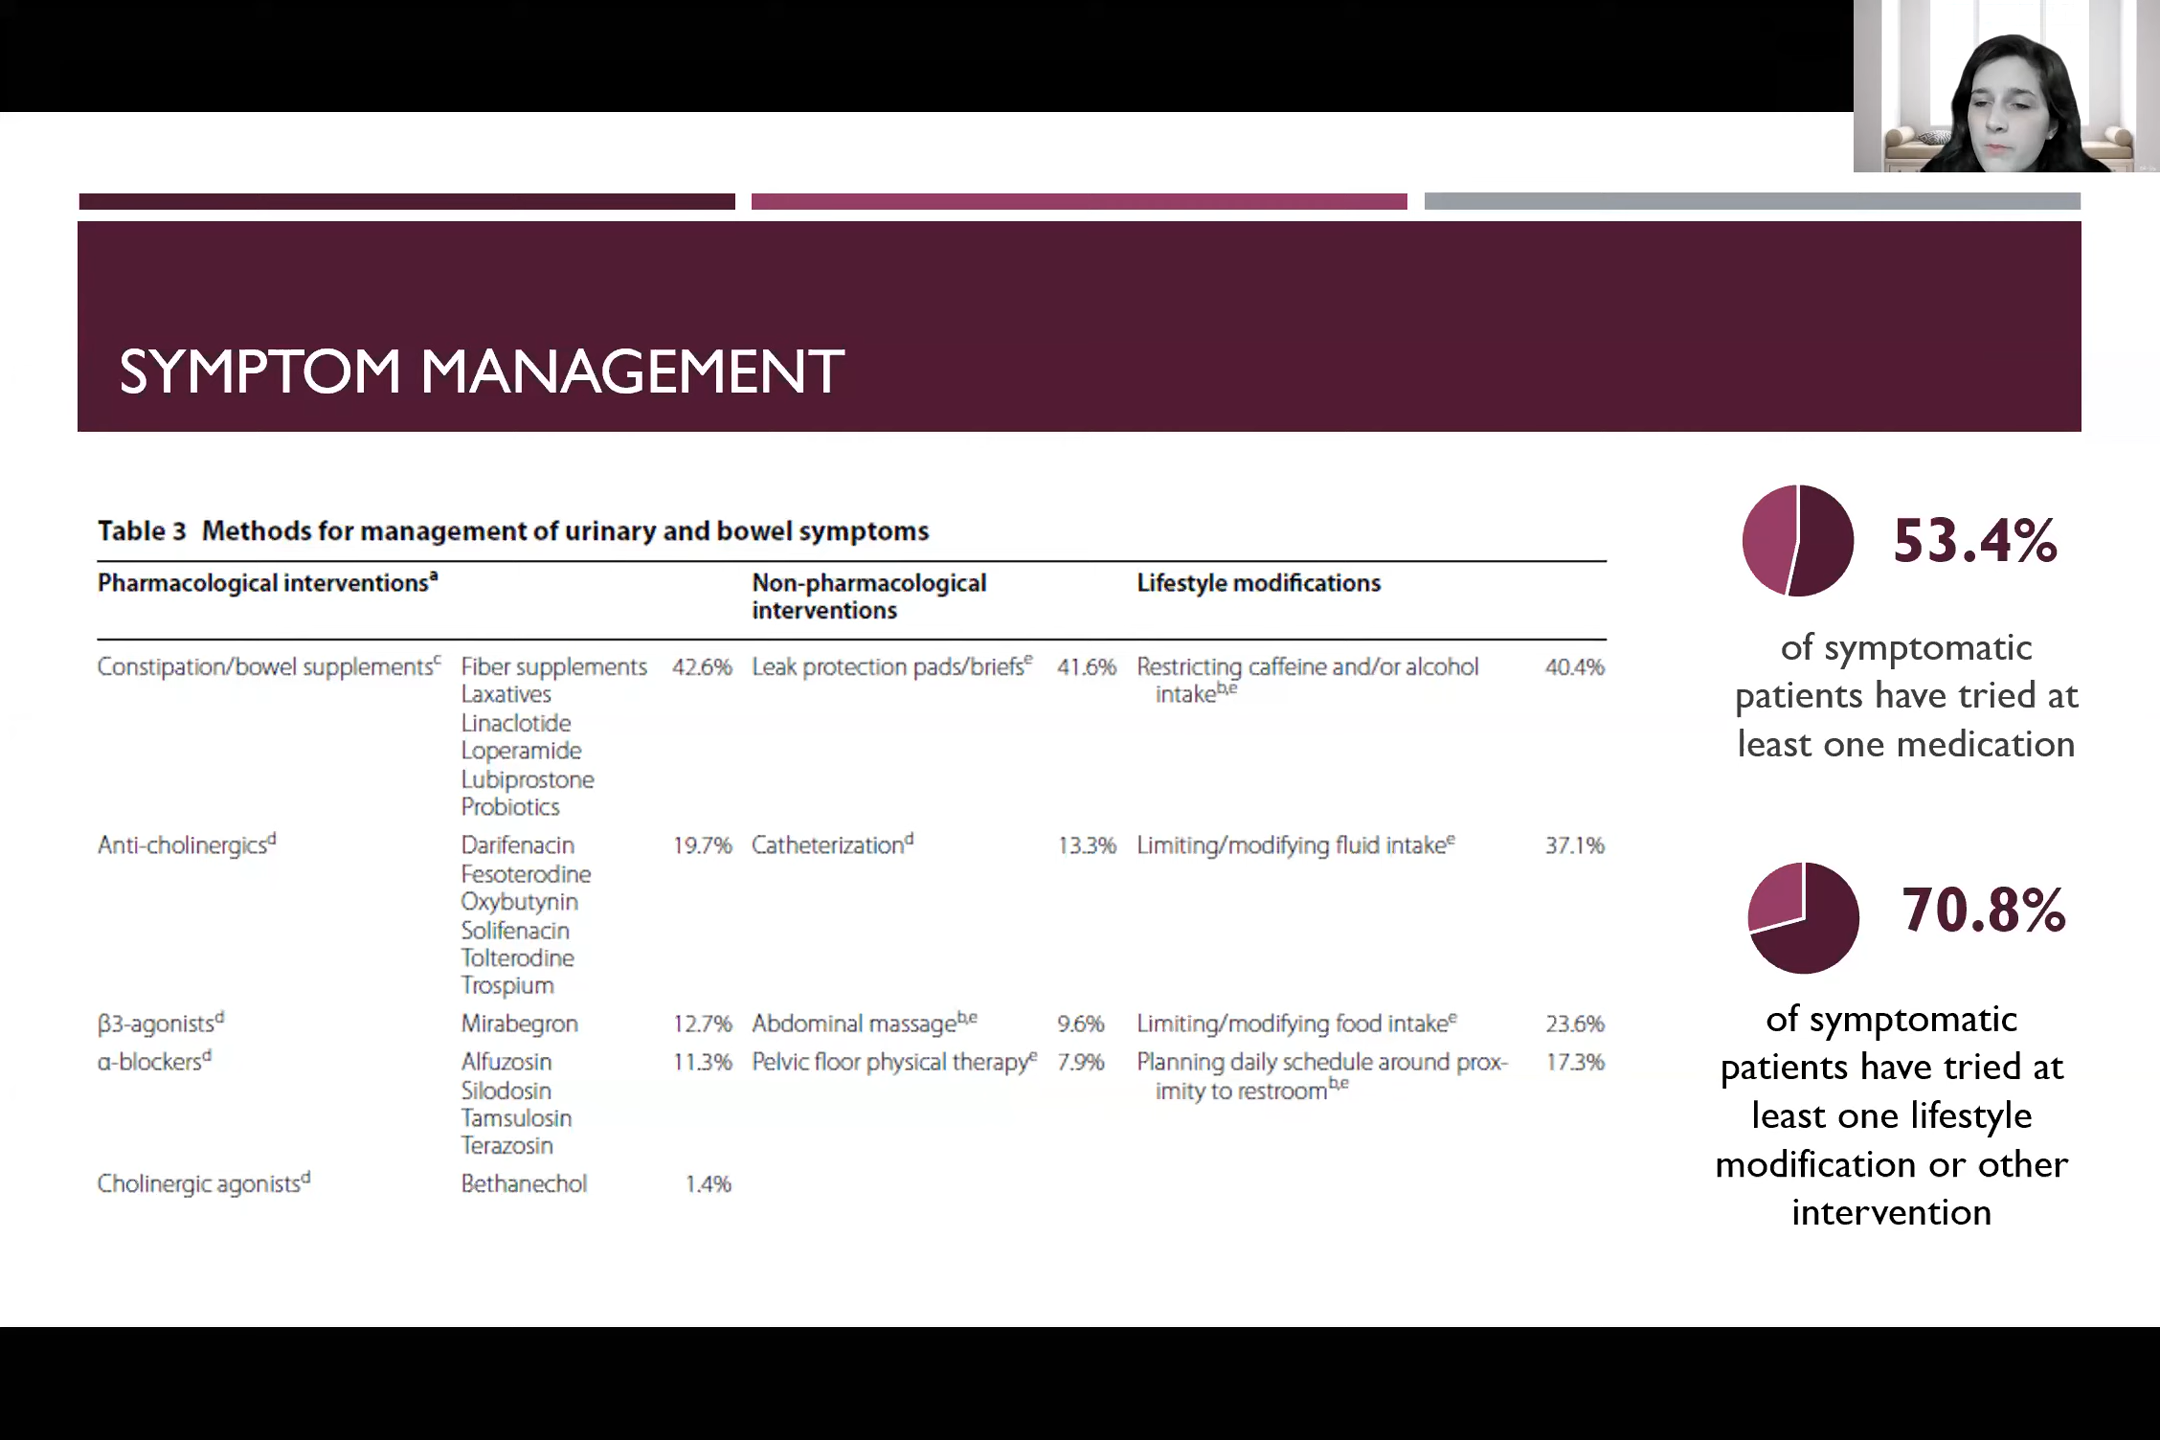 SYMPTOM MANAGEMENT
Table 3 Methods for management of urinary and bowel symptoms
Pharmacological interventionsᵃ Non-pharmacological interventions Lifestyle modifications
Constipation/bowel supplementsᶜ Fiber supplements 42.6% Leak protection pads/briefsᵉ 41.6% Restricting caffeine and/or alcohol 40.4%
Laxatives intakeᵇ,ᵉ
Linaclotide
Loperamide
Lubiprostone
Probiotics
Anti-cholinergicsᵈ Darifenacin 19.7% Catheterizationᵈ 13.3% Limiting/modifying fluid intakeᵉ 37.1%
Fesoterodine
Oxybutynin
Solifenacin
Tolterodine
Trospium
β3-agonistsᵈ Mirabegron 12.7% Abdominal massageᵇ,ᵉ 9.6% Limiting/modifying food intakeᵉ 23.6%
α-blockersᵈ Alfuzosin 11.3% Pelvic floor physical therapyᵉ 7.9% Planning daily schedule around prox- 17.3%
Silodosin imity to restroomᵇ,ᵉ
Tamsulosin
Terazosin
Cholinergic agonistsᵈ Bethanechol 1.4%
53.4%
of symptomatic
patients have tried at
least one medication
70.8%
of symptomatic
patients have tried at
least one lifestyle
modification or other
intervention